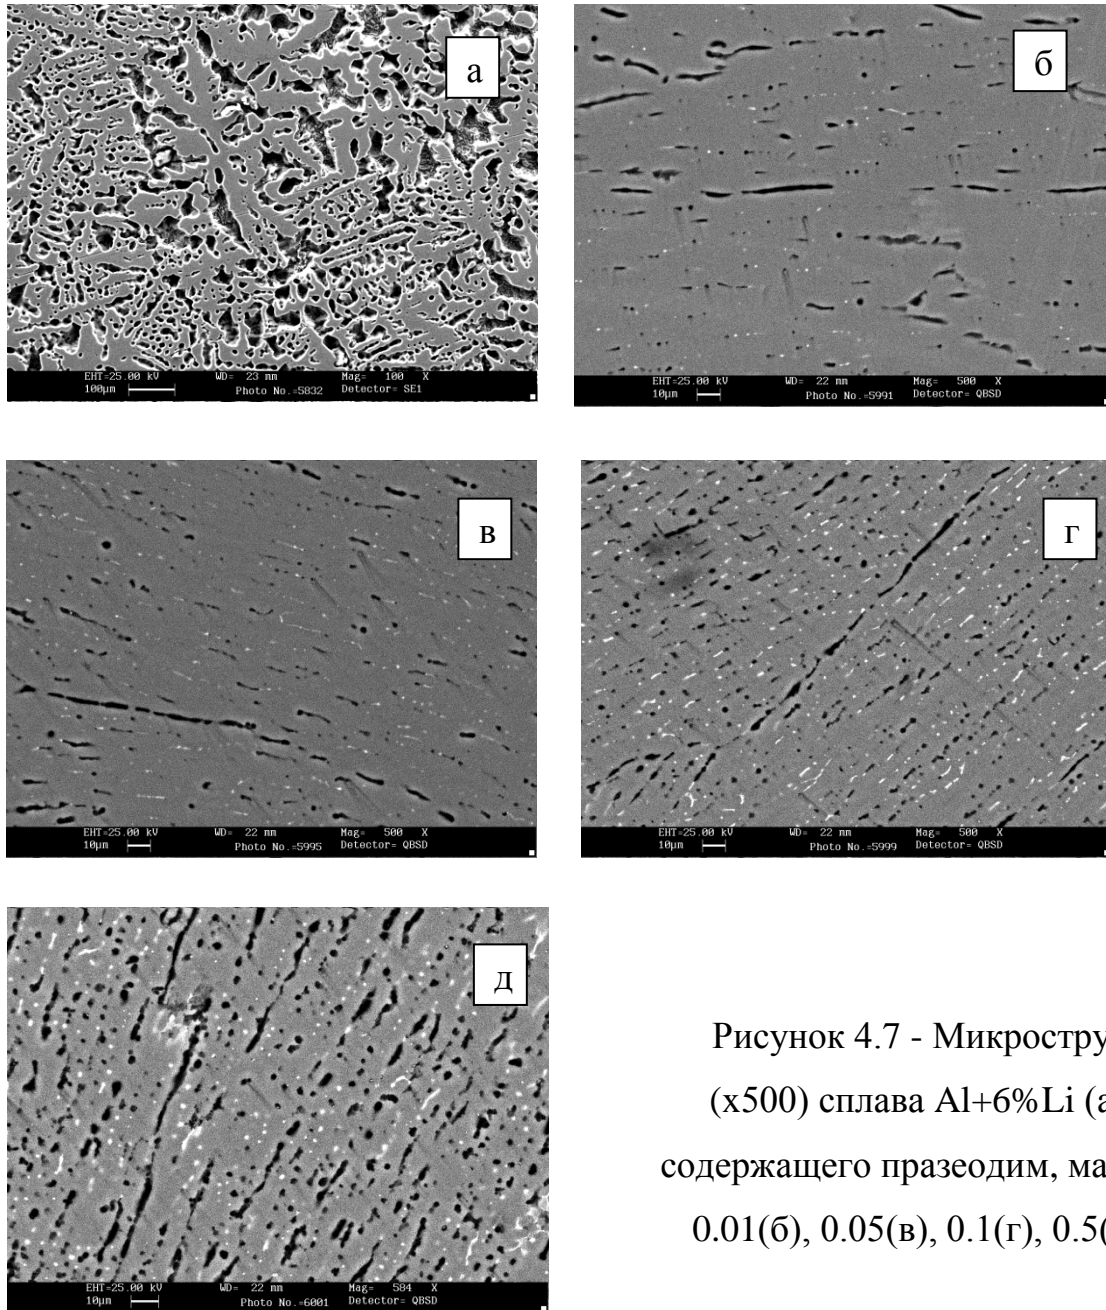 а
EHT=25.00 kV WD= 23 mm Mag= 100 X
100µm Photo No.=5832 Detector= SE1
б
EHT=25.00 kV WD= 22 mm Mag= 500 X
10µm Photo No.=5991 Detector= QBSD
в
EHT=25.00 kV WD= 22 mm Mag= 500 X
10µm Photo No.=5995 Detector= QBSD
г
EHT=25.00 kV WD= 22 mm Mag= 500 X
10µm Photo No.=5999 Detector= QBSD
д
EHT=25.00 kV WD= 22 mm Mag= 584 X
10µm Photo No.=6001 Detector= QBSD
Рисунок 4.7 - Микростру
(х500) сплава Al+6%Li (а
содержащего празеодим, ма
0.01(б), 0.05(в), 0.1(г), 0.5(